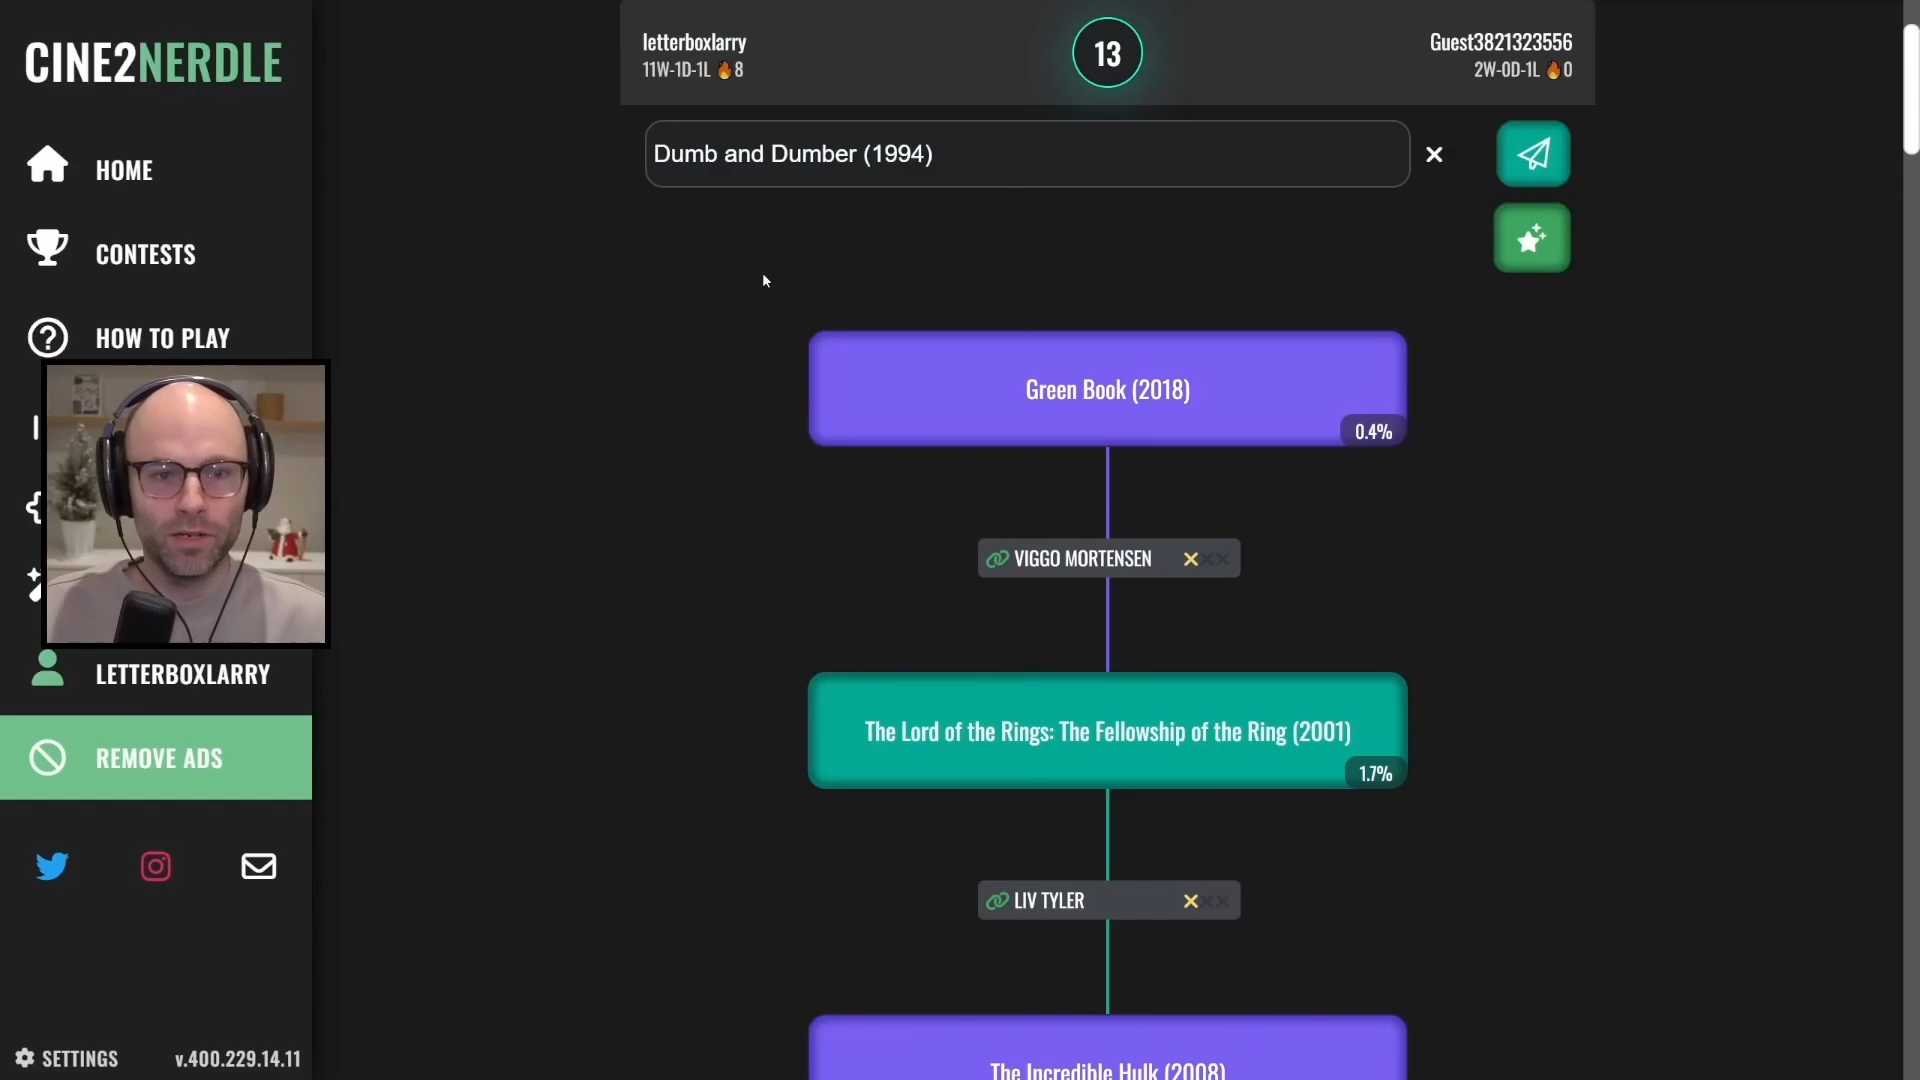 CINE2NERDLE
HOME
CONTESTS
HOW TO PLAY
LETTERBOXLARRY
REMOVE ADS
SETTINGS
v.400.229.14.11
letterboxlarry
11W-1D-1L 🔥8
13
Guest3821323556
2W-0D-1L 🔥0
Dumb and Dumber (1994)
Green Book (2018)
0.4%
VIGGO MORTENSEN
The Lord of the Rings: The Fellowship of the Ring (2001)
1.7%
LIV TYLER
The Incredible Hulk (2008)